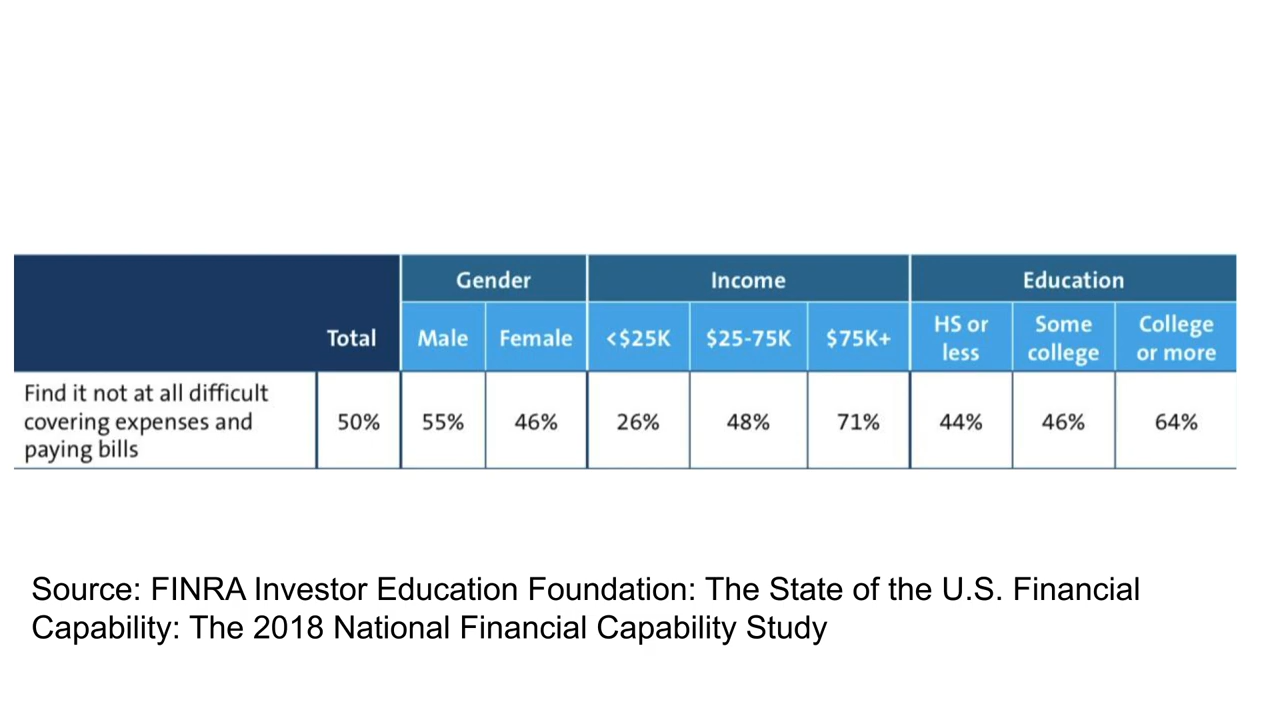 Gender Income Education
Total Male Female <$25K $25-75K $75K+ HS or less Some college College or more
Find it not at all difficult
covering expenses and
paying bills
50% 55% 46% 26% 48% 71% 44% 46% 64%
Source: FINRA Investor Education Foundation: The State of the U.S. Financial
Capability: The 2018 National Financial Capability Study